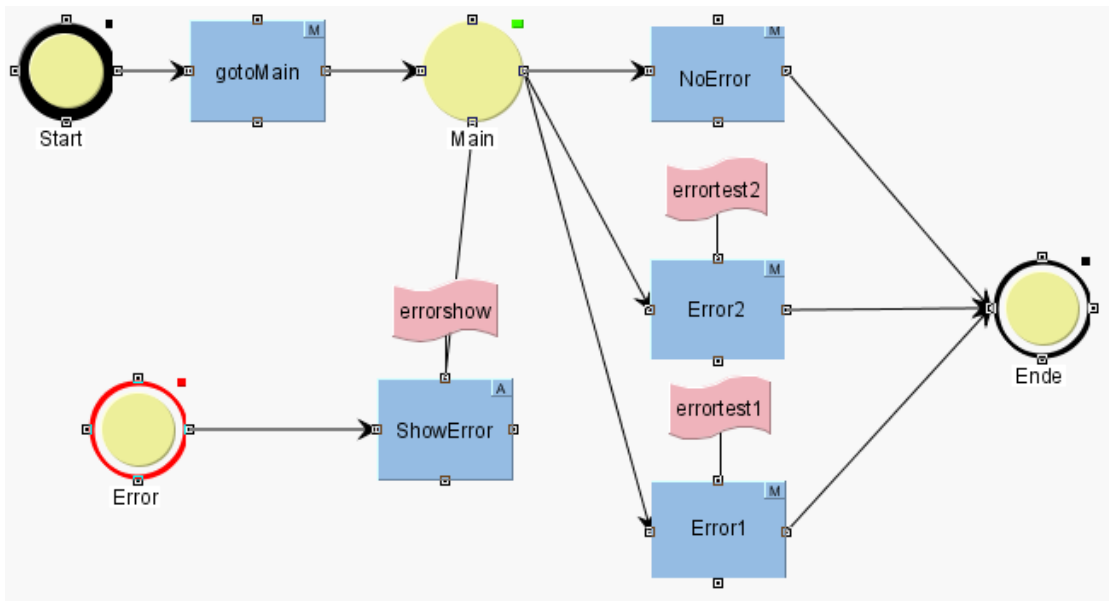 M
gotoMain
Start
Main
M
NoError
errortest2
M
Error2
errorshow
Ende
A
ShowError
Error
errortest1
M
Error1